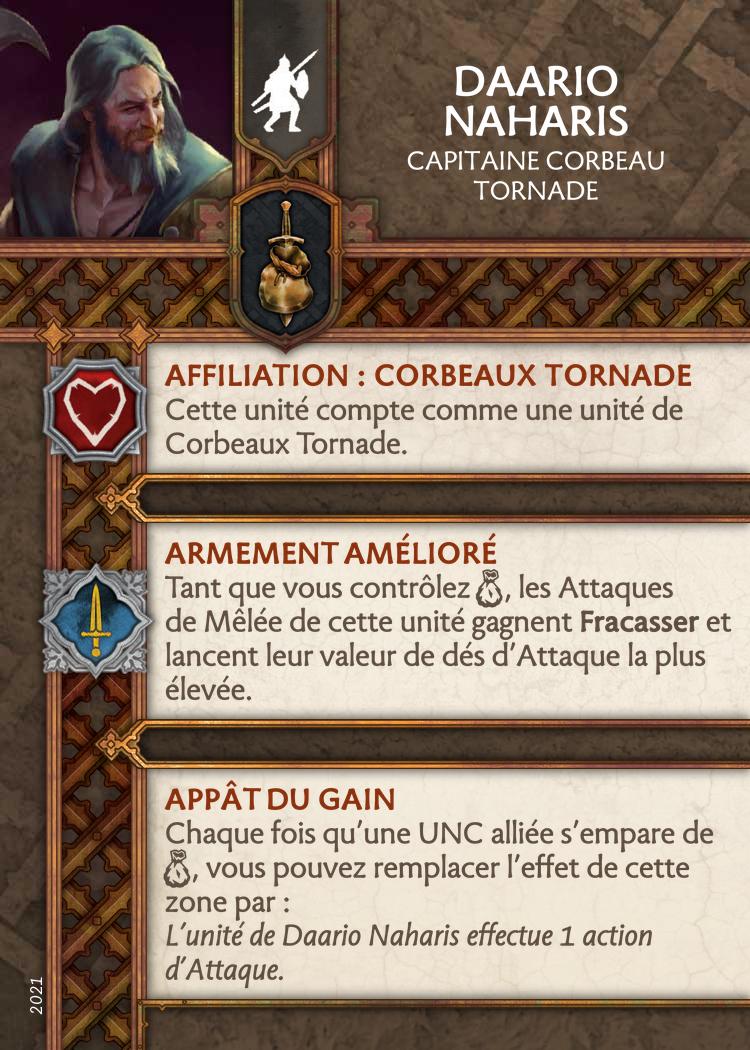 DAARIO
NAHARIS
CAPITAINE CORBEAU
TORNADE
AFFILIATION : CORBEAUX TORNADE
Cette unité compte comme une unité de
Corbeaux Tornade.
ARMEMENT AMÉLIORÉ
Tant que vous contrôlez , les Attaques
de Mêlée de cette unité gagnent Fracasser et
lancent leur valeur de dés d'Attaque la plus
élevée.
APPÂT DU GAIN
Chaque fois qu'une UNC alliée s'empare de
, vous pouvez remplacer l'effet de cette
zone par :
L'unité de Daario Naharis effectue 1 action
d'Attaque.
2021